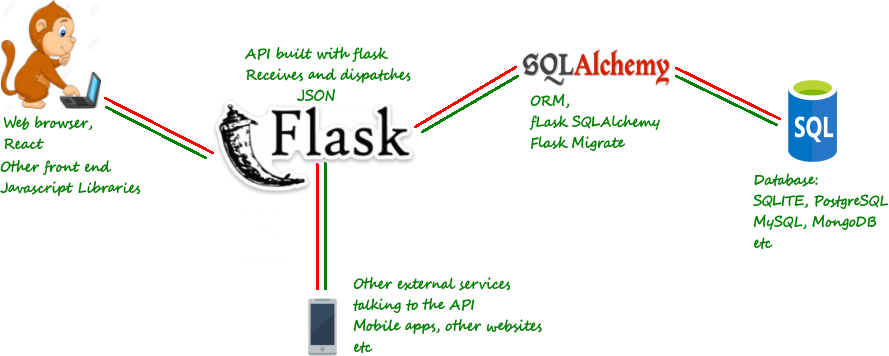 API built with flask
Receives and dispatches
JSON
Flask
Web browser,
React
Other front end
Javascript Libraries
SQLAlchemy
ORM,
fLask SQLAlchemy
Flask Migrate
SQL
Database:
SQLITE, PostgreSQL
MySQL, MongoDB
etc
Other external services
talking to the API
Mobile apps, other websites
etc